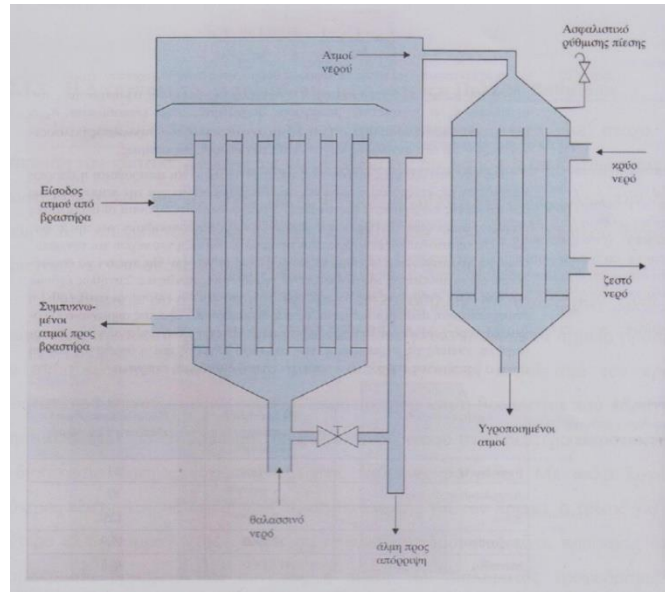 Ατμοί
νερού
Ασφαλιστικό
ρύθμισης πίεσης
κρύο
νερό
Είσοδος
ατμού από
βραστήρα
ζεστό
νερό
Συμπυκνω-
μένοι
ατμοί προς
βραστήρα
Υγροποιημένοι
ατμοί
θαλασσινό
νερό
άλμη προς
απόρριψη